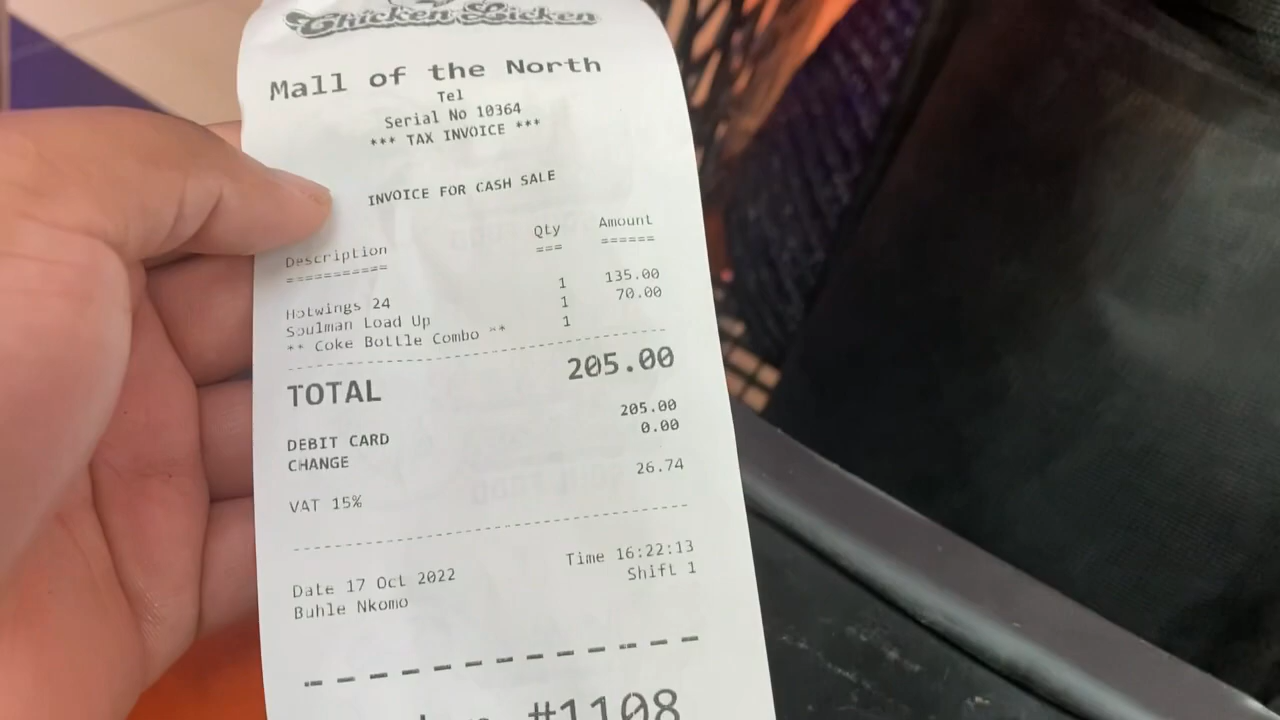 Chicken Licken
Mall of the North
Tel
Serial No 10364
*** TAX INVOICE ***
INVOICE FOR CASH SALE
Description Qty Amount
=========== === ======
Hotwings 24 1 135.00
Soulman Load Up 1 70.00
** Coke Bottle Combo ** 1
TOTAL 205.00
DEBIT CARD 205.00
CHANGE 0.00
VAT 15% 26.74
Date 17 Oct 2022 Time 16:22:13
Buhle Nkomo Shift 1
#1108